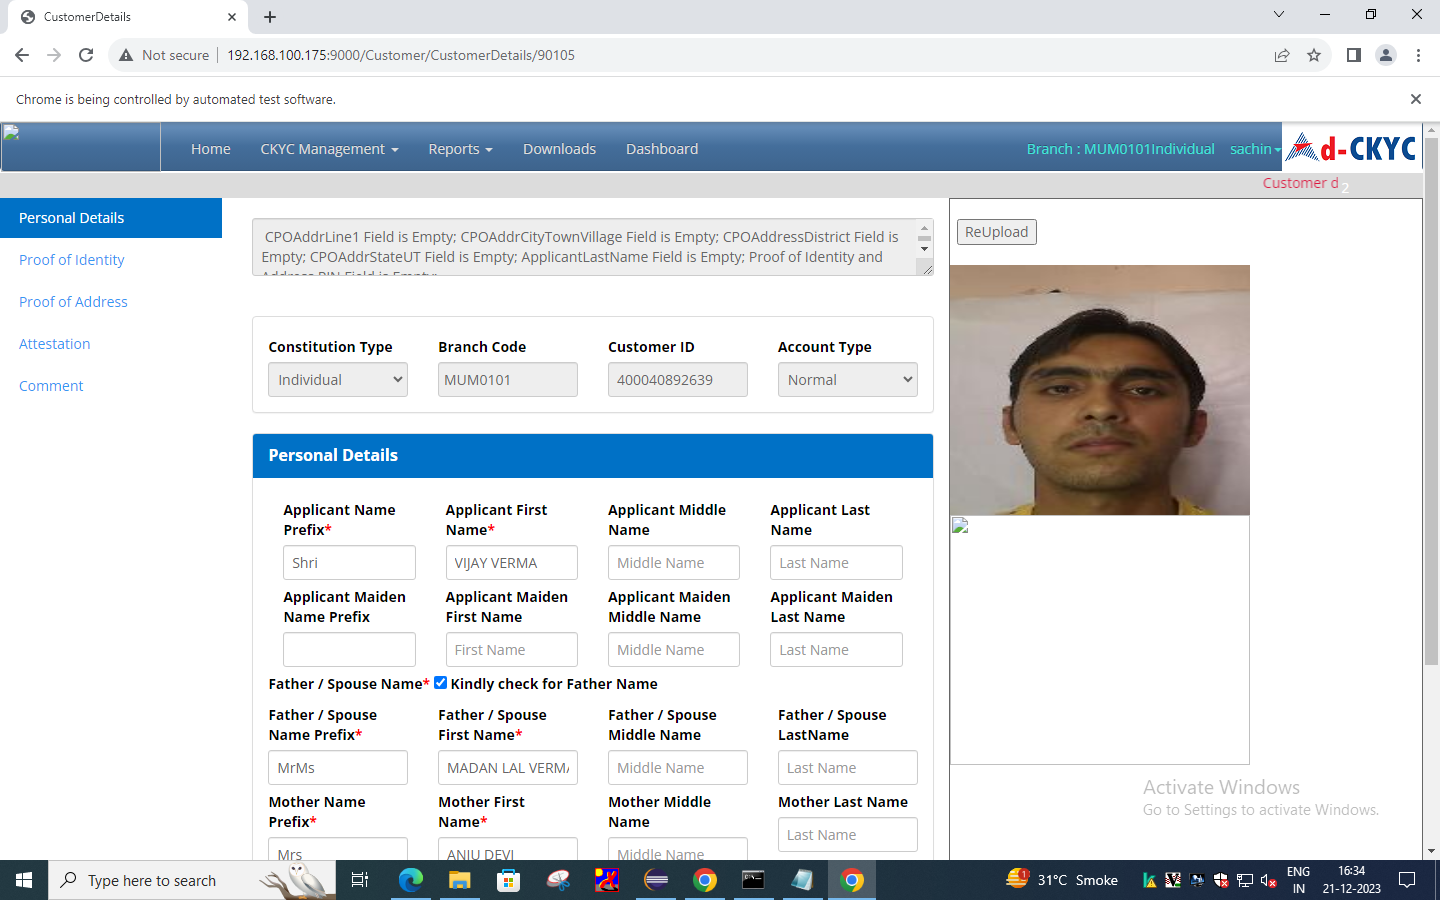 CustomerDetails
Not secure 192.168.100.175:9000/Customer/CustomerDetails/90105
Chrome is being controlled by automated test software.
Home CKYC Management Reports Downloads Dashboard Branch : MUM0101Individual sachin d-CKYC
Customer d 2
Personal Details
Proof of Identity
Proof of Address
Attestation
Comment
CPOAddrLine1 Field is Empty; CPOAddrCityTownVillage Field is Empty; CPOAddressDistrict Field is
Empty; CPOAddrStateUT Field is Empty; ApplicantLastName Field is Empty; Proof of Identity and
Address PIN Field is Empty;
ReUpload
Constitution Type Branch Code Customer ID Account Type
Individual MUM0101 400040892639 Normal
Personal Details
Applicant Name Prefix* Applicant First Name* Applicant Middle Name Applicant Last Name
Shri VIJAY VERMA Middle Name Last Name
Applicant Maiden Name Prefix Applicant Maiden First Name Applicant Maiden Middle Name Applicant Maiden Last Name
First Name Middle Name Last Name
Father / Spouse Name* Kindly check for Father Name
Father / Spouse Name Prefix* Father / Spouse First Name* Father / Spouse Middle Name Father / Spouse LastName
MrMs MADAN LAL VERMA Middle Name Last Name
Mother Name Prefix* Mother First Name* Mother Middle Name Mother Last Name
Mrs ANJU DEVI Middle Name Last Name
Activate Windows
Go to Settings to activate Windows.
Type here to search
1 31°C Smoke
ENG
IN
16:34
21-12-2023